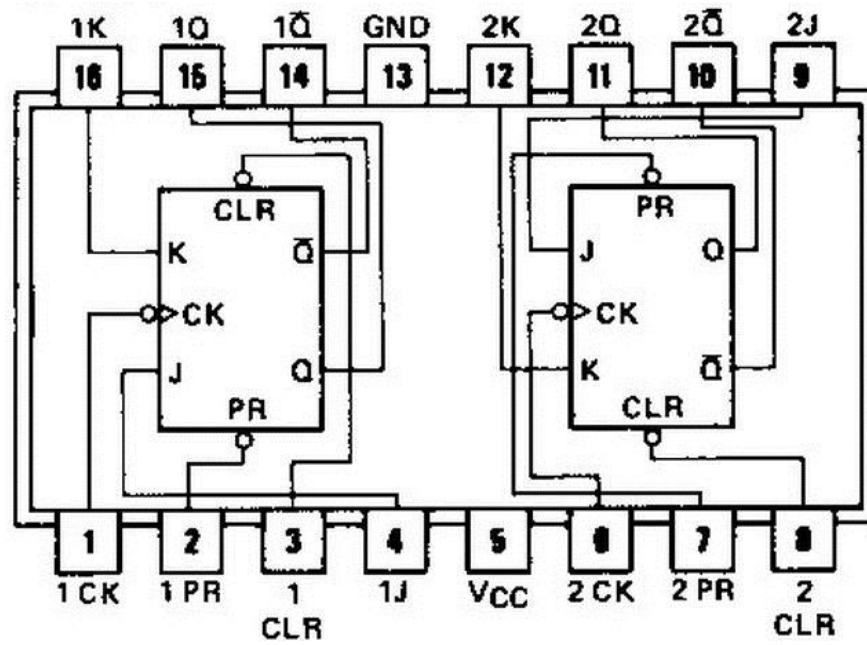 1K 1Q 1Q̅ GND 2K 2Q 2Q̅ 2J
16 15 14 13 12 11 10 9
CLR PR
K Q̅ J Q
CK CK
J Q K Q̅
PR CLR
1 2 3 4 5 6 7 8
1 CK 1 PR 1 1J VCC 2 CK 2 PR 2
CLR CLR